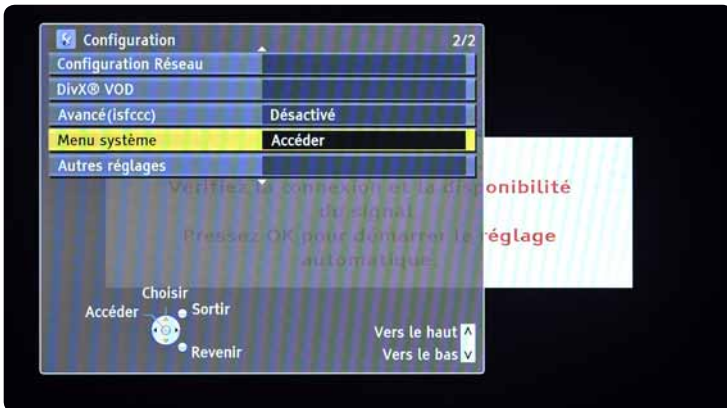 Configuration
2/2
Configuration Réseau
DivX® VOD
Avancé(isfccc) Désactivé
Menu système Accéder
Autres réglages
Vérifiez la connexion et la disponibilité
du signal.
Pressez OK pour démarrer le réglage
automatique.
Choisir
Accéder
Sortir
Revenir
Vers le haut
Vers le bas